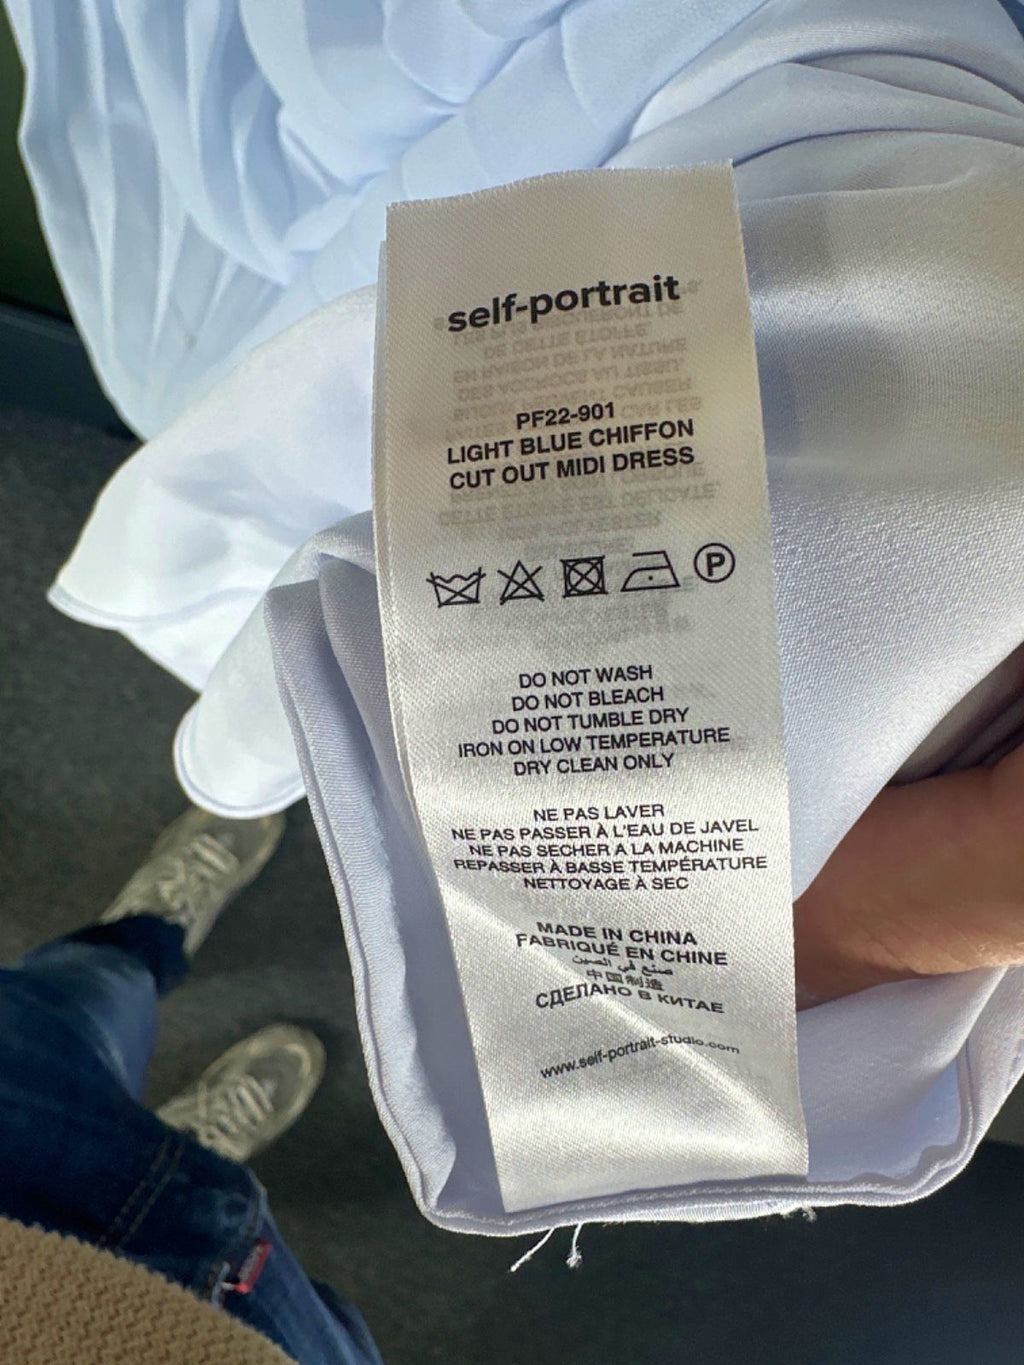 self-portrait
PF22-901
LIGHT BLUE CHIFFON
CUT OUT MIDI DRESS
P
DO NOT WASH
DO NOT BLEACH
DO NOT TUMBLE DRY
IRON ON LOW TEMPERATURE
DRY CLEAN ONLY
NE PAS LAVER
NE PAS PASSER À L'EAU DE JAVEL
NE PAS SECHER A LA MACHINE
REPASSER À BASSE TEMPÉRATURE
NETTOYAGE À SEC
MADE IN CHINA
FABRIQUÉ EN CHINE
صنع في الصين
中国制造
СДЕЛАНО В КИТАЕ
www.self-portrait-studio.com